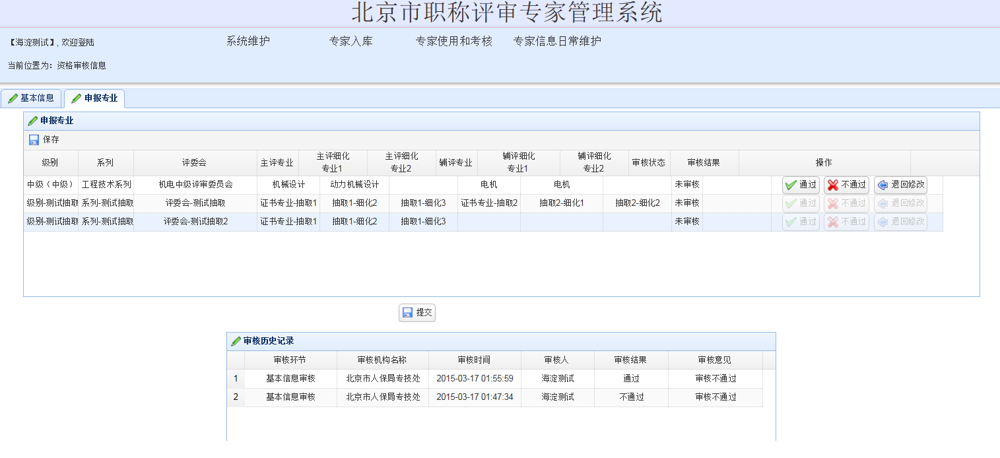 北京市职称评审专家管理系统
【海淀测试】, 欢迎登陆 系统维护 专家入库 专家使用和考核 专家信息日常维护
当前位置为：资格审核信息
基本信息 申报专业
申报专业
保存
级别 系列 评委会 主评专业 主评细化专业1 主评细化专业2 辅评专业 辅评细化专业1 辅评细化专业2 审核状态 审核结果 操作
中级（中级） 工程技术系列 机电中级评审委员会 机械设计 动力机械设计 电机 电机 未审核 通过 不通过 退回修改
级别-测试抽取 系列-测试抽取 评委会-测试抽取 证书专业-抽取1 抽取1-细化2 抽取1-细化3 证书专业-抽取2 抽取2-细化1 抽取2-细化2 未审核 通过 不通过 退回修改
级别-测试抽取 系列-测试抽取 评委会-测试抽取2 证书专业-抽取1 抽取1-细化2 抽取1-细化3 未审核 通过 不通过 退回修改
提交
审核历史记录
审核环节 审核机构名称 审核时间 审核人 审核结果 审核意见
1 基本信息审核 北京市人保局专技处 2015-03-17 01:55:59 海淀测试 通过 审核不通过
2 基本信息审核 北京市人保局专技处 2015-03-17 01:47:34 海淀测试 不通过 审核不通过